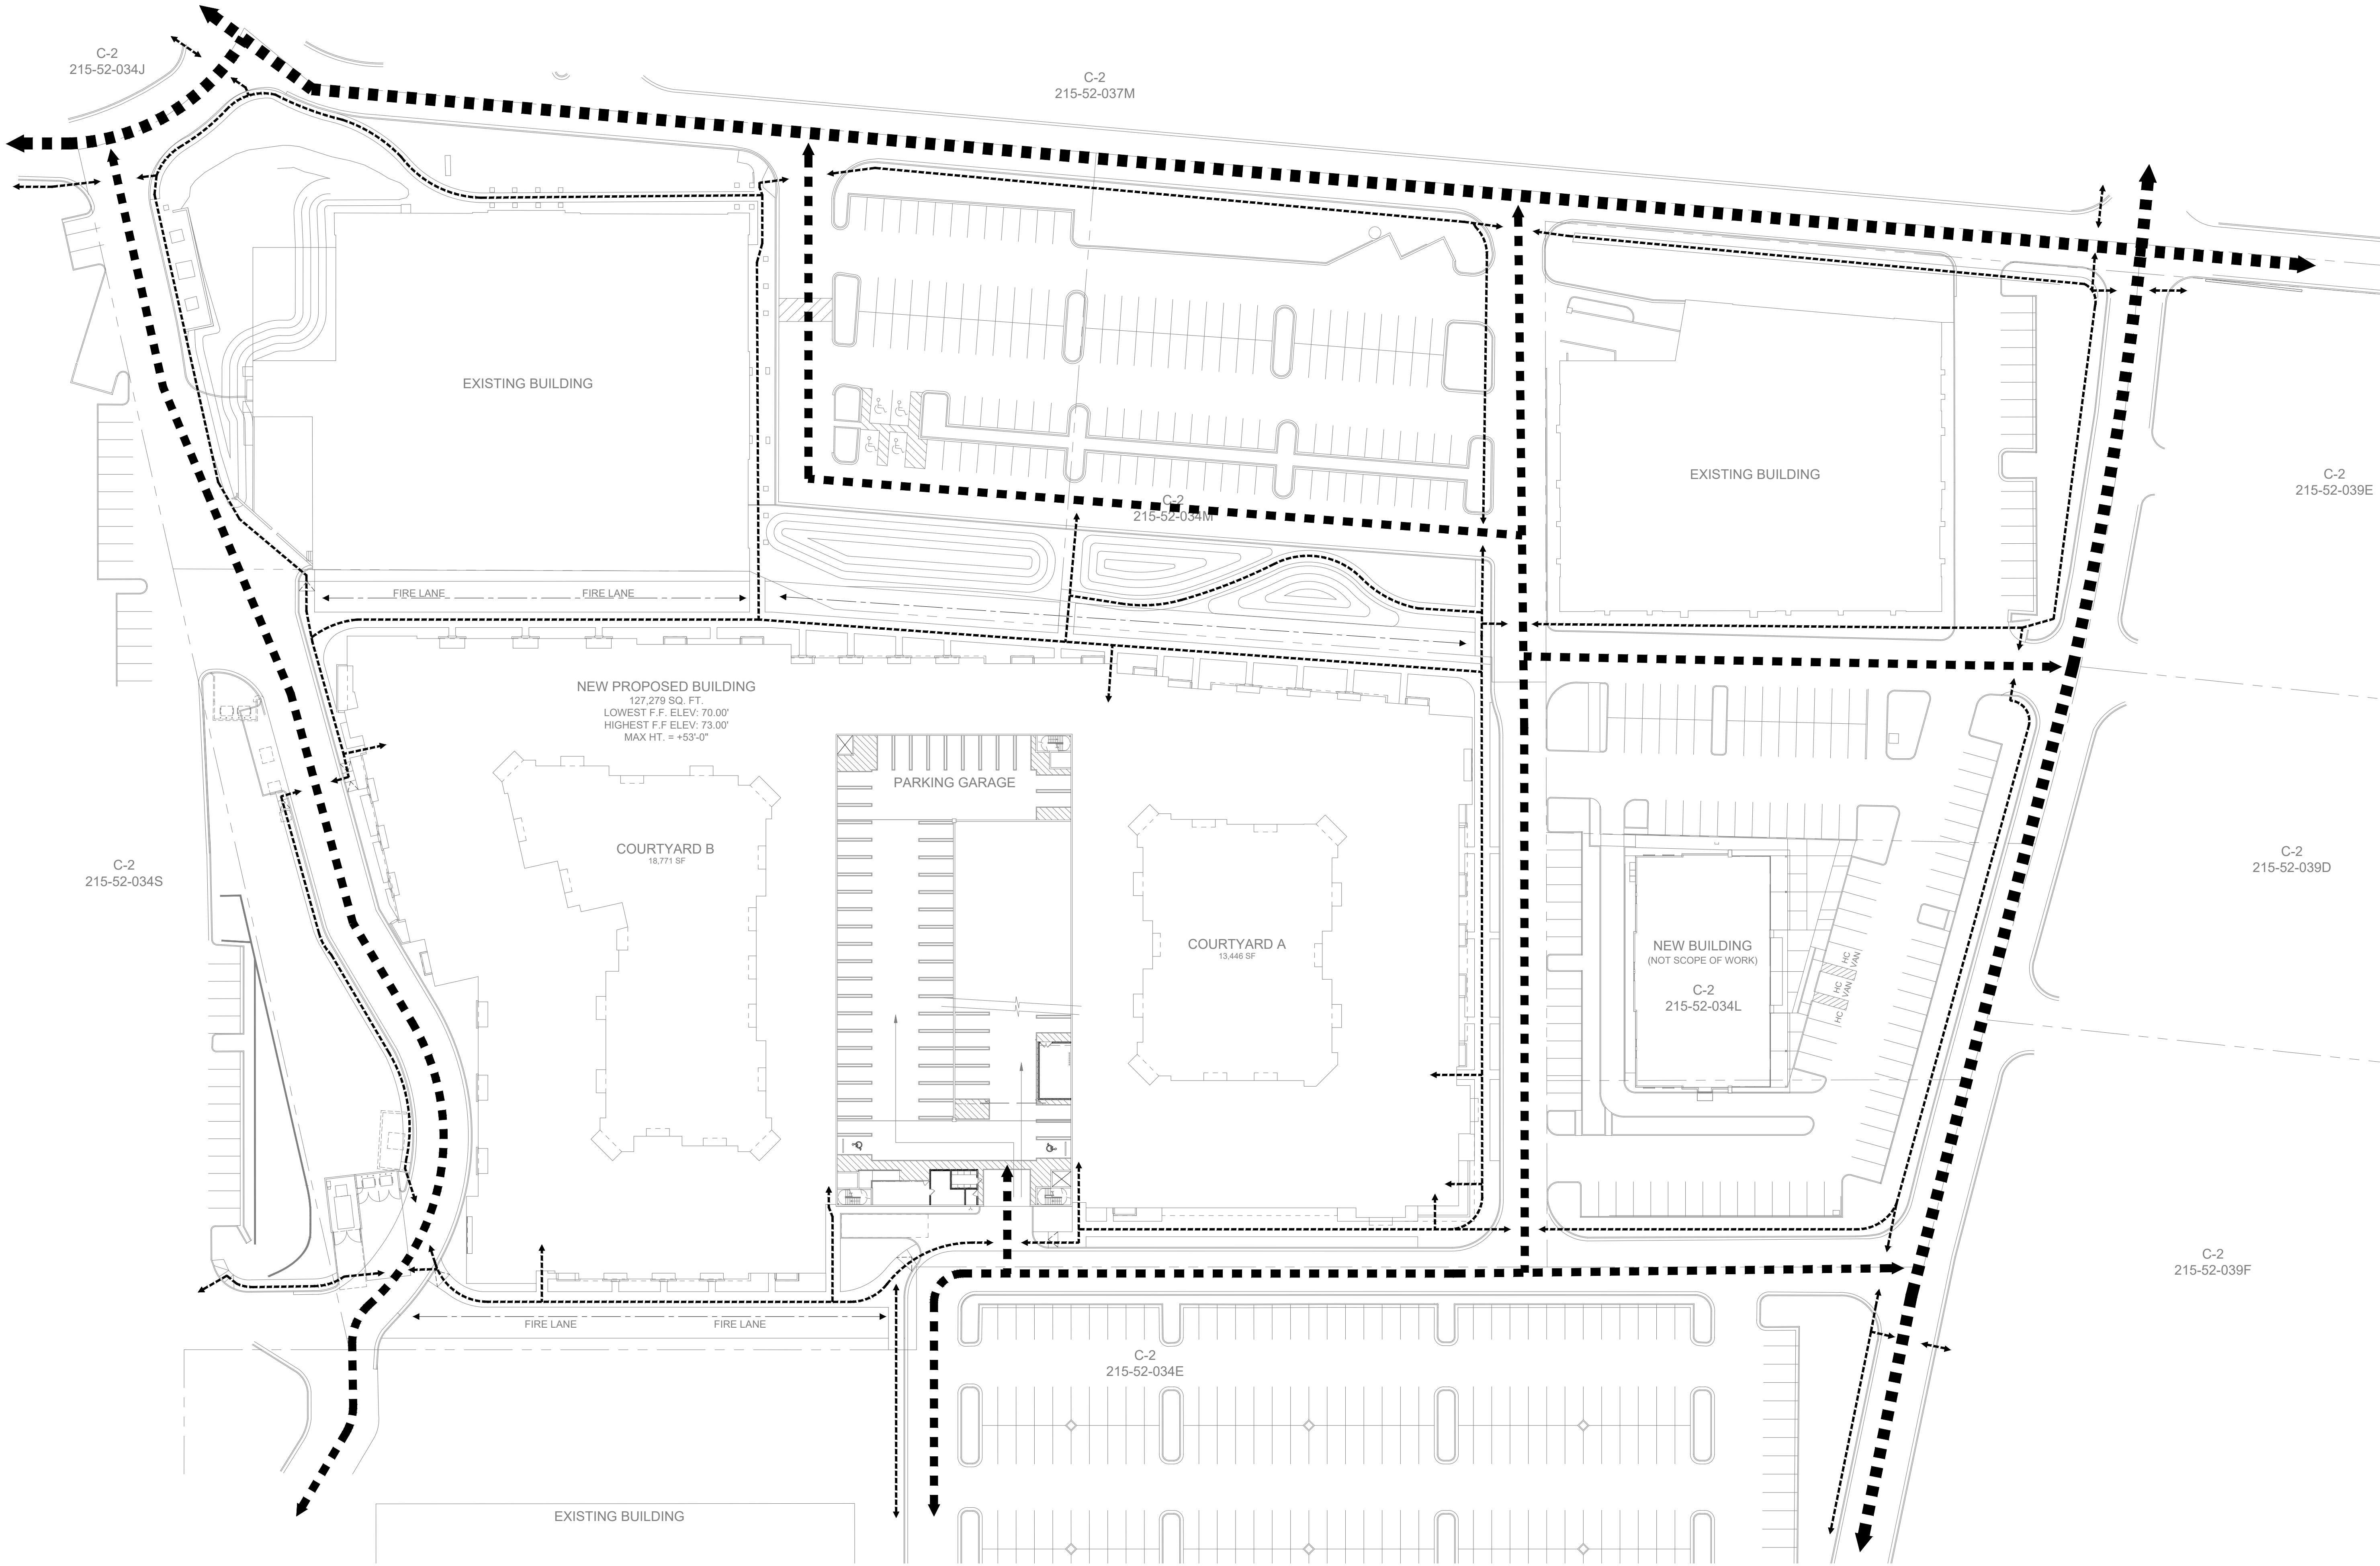 C-2
215-52-034J
C-2
215-52-037M
EXISTING BUILDING
C-2
215-52-034M
EXISTING BUILDING
C-2
215-52-039E
FIRE LANE
FIRE LANE
NEW PROPOSED BUILDING
127,279 SQ. FT.
LOWEST F.F. ELEV: 70.00'
HIGHEST F.F ELEV: 73.00'
MAX HT. = +53'-0"
PARKING GARAGE
COURTYARD B
18,771 SF
C-2
215-52-034S
C-2
215-52-039D
COURTYARD A
13,446 SF
NEW BUILDING
(NOT SCOPE OF WORK)
C-2
215-52-034L
HC
VAN
HC
VAN
HC
C-2
215-52-039F
FIRE LANE
FIRE LANE
C-2
215-52-034E
EXISTING BUILDING